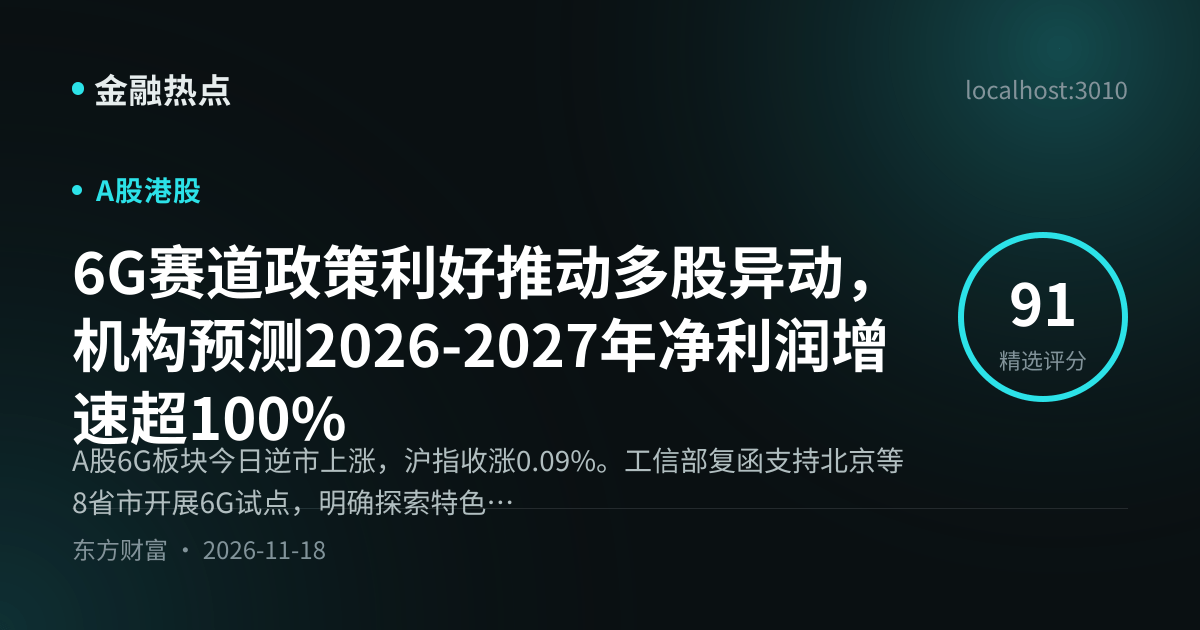 金融热点
localhost:3010
A股港股
6G赛道政策利好推动多股异动，
机构预测2026-2027年净利润增
速超100%
91
精选评分
A股6G板块今日逆市上涨，沪指收涨0.09%。工信部复函支持北京等
8省市开展6G试点，明确探索特色…
东方财富 · 2026-11-18